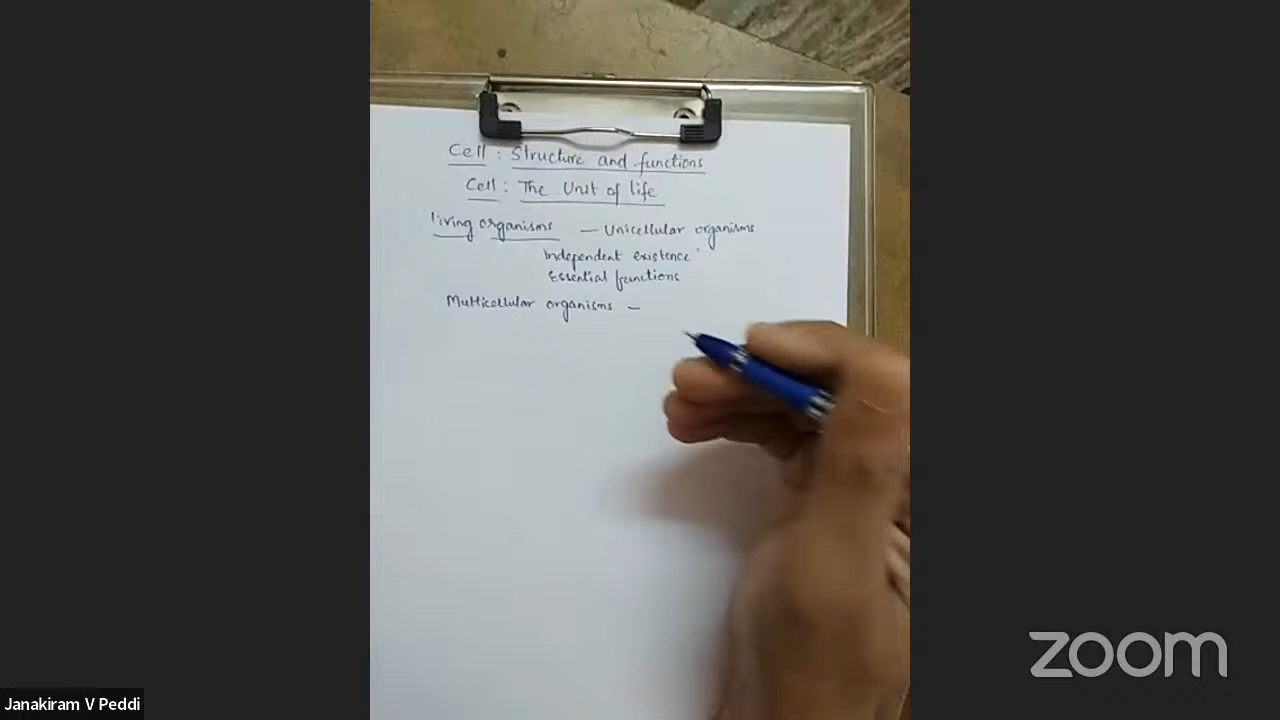 Cell : Structure and functions
Cell : The Unit of life
living organisms — Unicellular organisms
Independent existence
Essential functions
Multicellular organisms —
zoom
Janakiram V Peddi